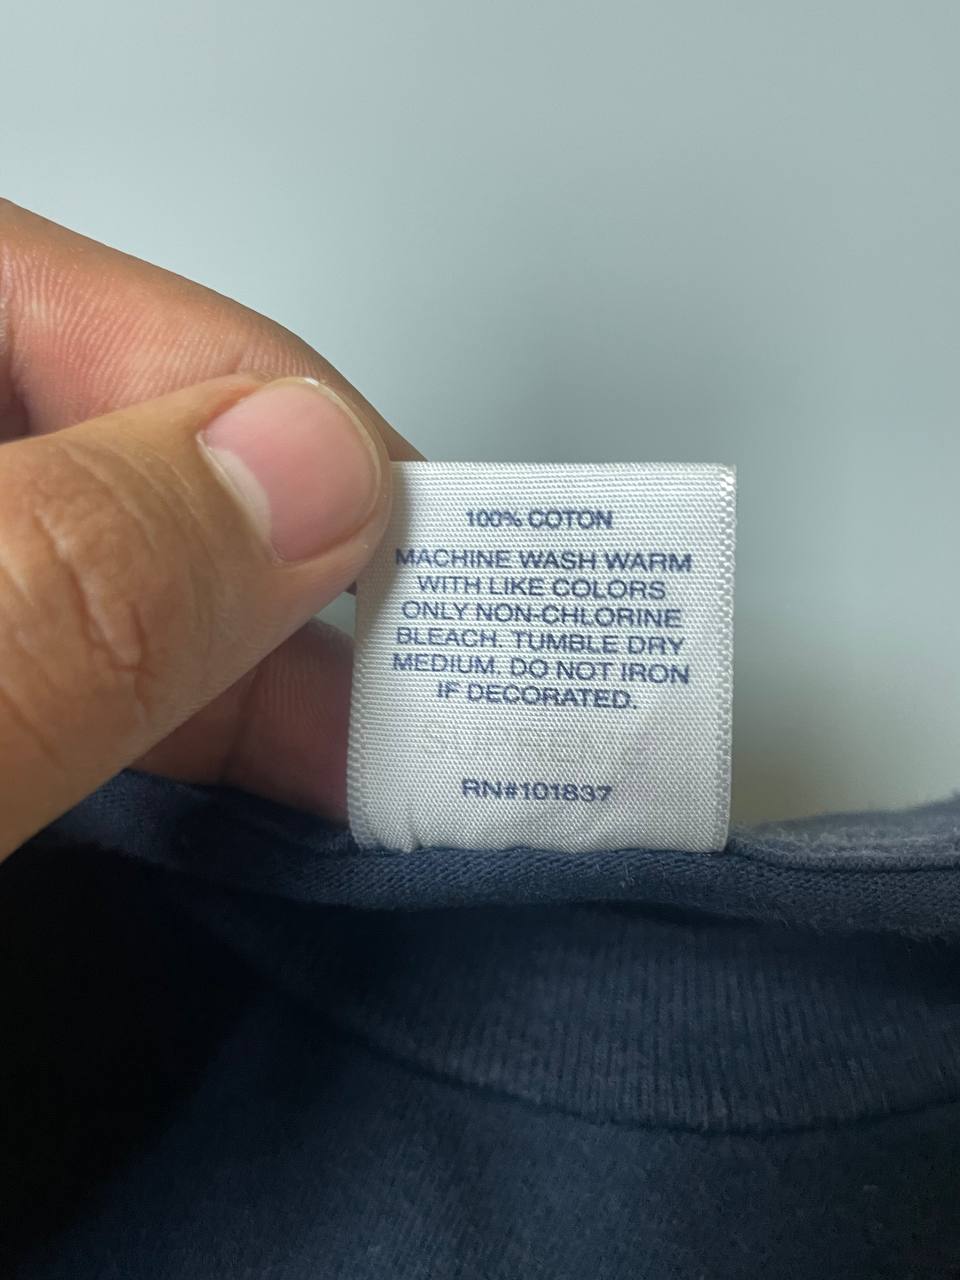 100% COTON
MACHINE WASH WARM
WITH LIKE COLORS
ONLY NON-CHLORINE
BLEACH. TUMBLE DRY
MEDIUM. DO NOT IRON
IF DECORATED.
RN#101837